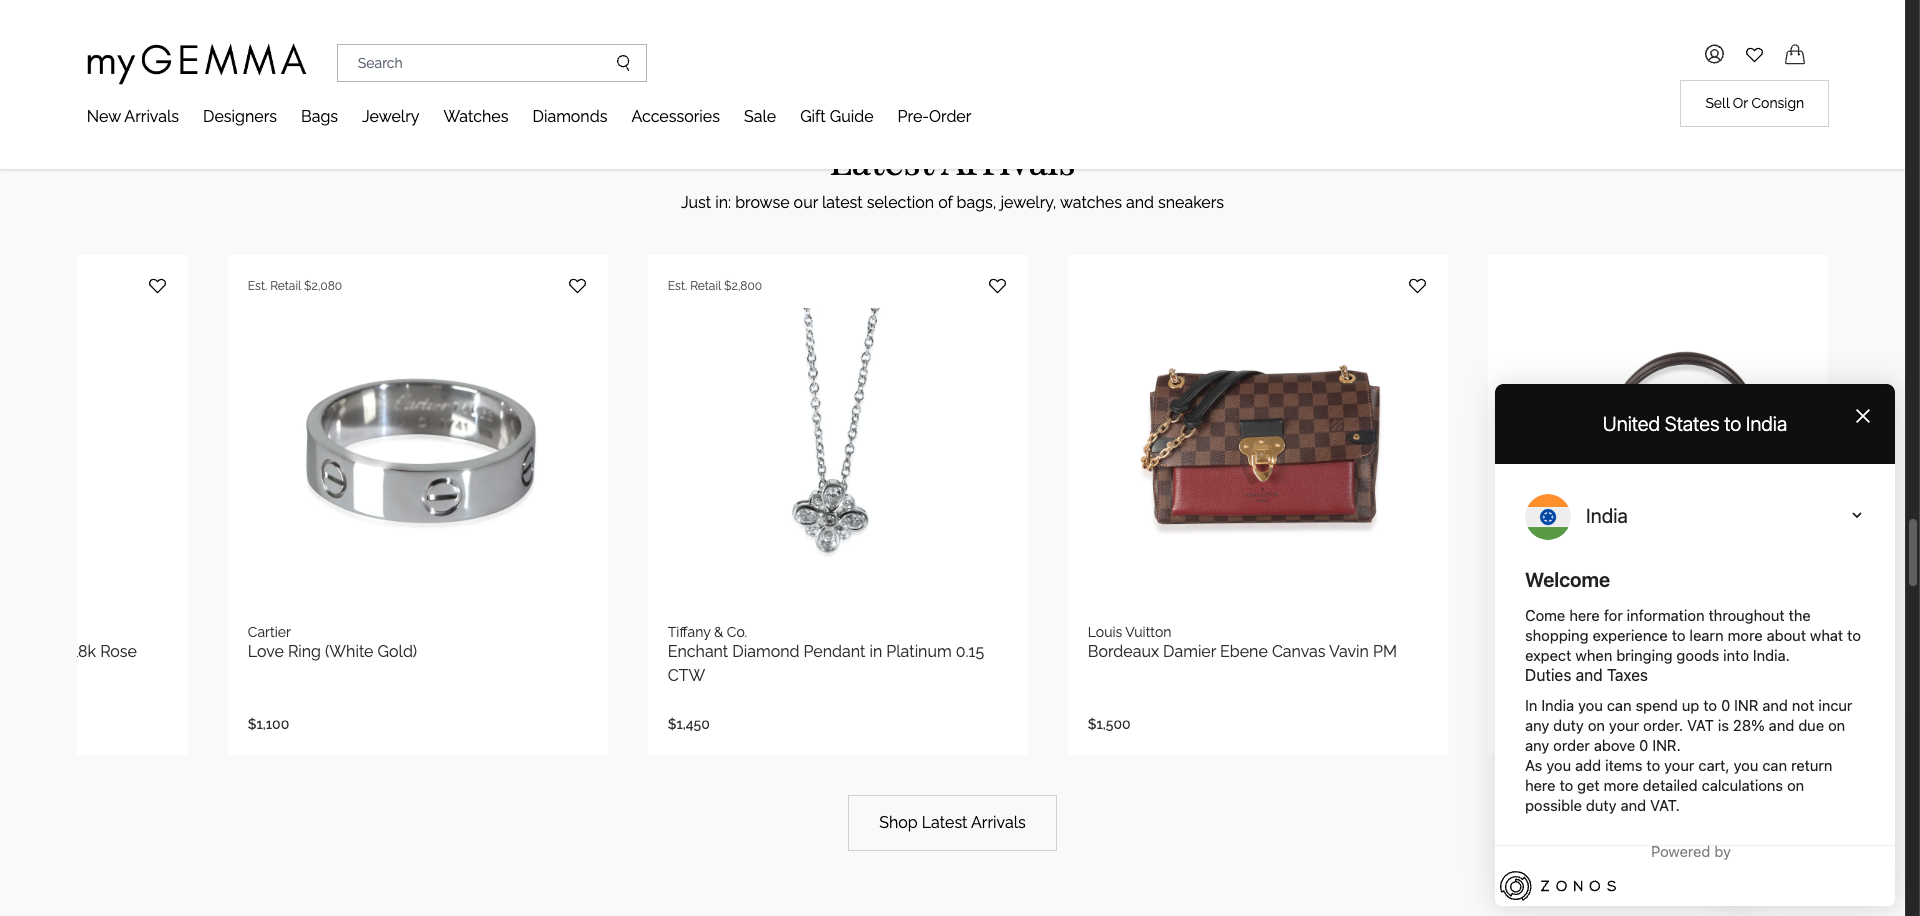 myGEMMA
Search
Sell Or Consign
New Arrivals Designers Bags Jewelry Watches Diamonds Accessories Sale Gift Guide Pre-Order
Latest Arrivals
Just in: browse our latest selection of bags, jewelry, watches and sneakers
.8k Rose
Est. Retail $2,080
Cartier
Love Ring (White Gold)
$1,100
Est. Retail $2,800
Tiffany & Co.
Enchant Diamond Pendant in Platinum 0.15
CTW
$1,450
Louis Vuitton
Bordeaux Damier Ebene Canvas Vavin PM
$1,500
Shop Latest Arrivals
United States to India
India
Welcome
Come here for information throughout the
shopping experience to learn more about what to
expect when bringing goods into India.
Duties and Taxes
In India you can spend up to 0 INR and not incur
any duty on your order. VAT is 28% and due on
any order above 0 INR.
As you add items to your cart, you can return
here to get more detailed calculations on
possible duty and VAT.
Powered by
ZONOS